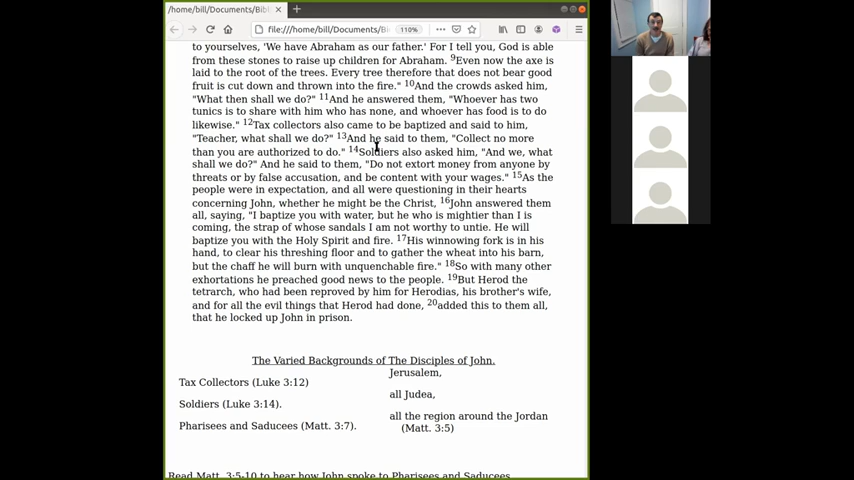 /home/bill/Documents/Bibl
file:///home/bill/Documents/Bi
110%
to yourselves, 'We have Abraham as our father.' For I tell you, God is able
from these stones to raise up children for Abraham. 9Even now the axe is
laid to the root of the trees. Every tree therefore that does not bear good
fruit is cut down and thrown into the fire." 10And the crowds asked him,
"What then shall we do?" 11And he answered them, "Whoever has two
tunics is to share with him who has none, and whoever has food is to do
likewise." 12Tax collectors also came to be baptized and said to him,
"Teacher, what shall we do?" 13And he said to them, "Collect no more
than you are authorized to do." 14Soldiers also asked him, "And we, what
shall we do?" And he said to them, "Do not extort money from anyone by
threats or by false accusation, and be content with your wages." 15As the
people were in expectation, and all were questioning in their hearts
concerning John, whether he might be the Christ, 16John answered them
all, saying, "I baptize you with water, but he who is mightier than I is
coming, the strap of whose sandals I am not worthy to untie. He will
baptize you with the Holy Spirit and fire. 17His winnowing fork is in his
hand, to clear his threshing floor and to gather the wheat into his barn,
but the chaff he will burn with unquenchable fire." 18So with many other
exhortations he preached good news to the people. 19But Herod the
tetrarch, who had been reproved by him for Herodias, his brother's wife,
and for all the evil things that Herod had done, 20added this to them all,
that he locked up John in prison.
The Varied Backgrounds of The Disciples of John.
Tax Collectors (Luke 3:12)
Soldiers (Luke 3:14).
Pharisees and Saducees (Matt. 3:7).
Jerusalem,
all Judea,
all the region around the Jordan
(Matt. 3:5)
Read Matt. 3:5-10 to hear how John spoke to Pharisees and Saducees